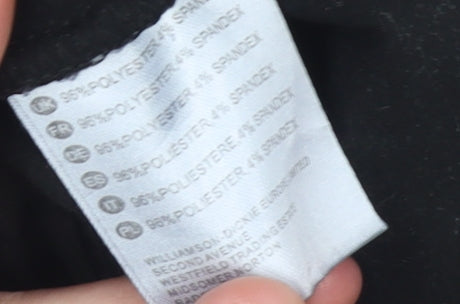 UK 96%POLYESTER 4% SPANDEX
FR 96%POLYESTER 4% SPANDEX
DE 96%POLYESTER 4% SPANDEX
ES 96%POLIÉSTER 4% SPANDEX
IT 96%POLIESTERE 4% SPANDEX
96%POLIESTER 4% SPANDEX
WILLIAMSON-DICKIE EUROPE LIMITED
SECOND AVENUE
WESTFIELD TRADING ESTATE
MIDSOMER NORTON